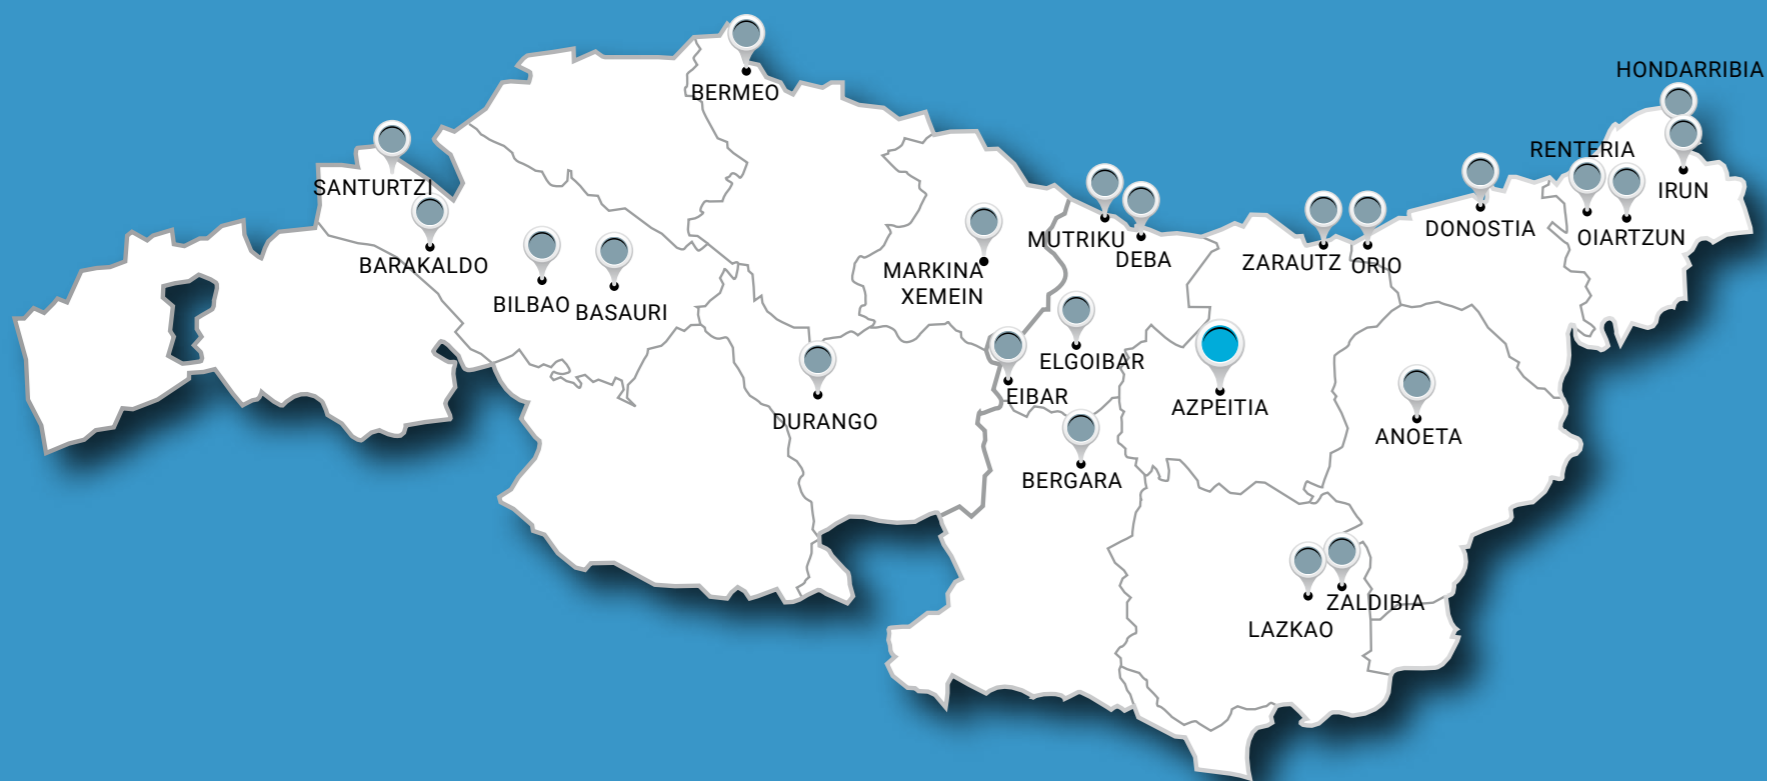 HONDARRIBIA
BERMEO
RENTERIA
SANTURTZI
IRUN
DONOSTIA
OIARTZUN
MUTRIKU
DEBA
ZARAUTZ
ORIO
BARAKALDO
MARKINA
XEMEIN
BILBAO
BASAURI
ELGOIBAR
EIBAR
AZPEITIA
DURANGO
ANOETA
BERGARA
ZALDIBIA
LAZKAO